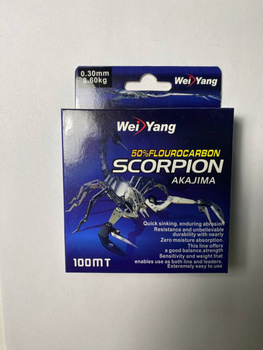 0.30mm
8.60kg
Wei Yang
Wei Yang
50%FLOUROCARBON
SCORPION
AKAJIMA
Quick sinking, enduring abrasion
Resistance and unbelievable
durability with nearly
Zero moisture absorption.
This line offers
a good balance,strength
Sensitivity and weight that
enables use as both line and leaders.
Exteremely easy to use
100MT